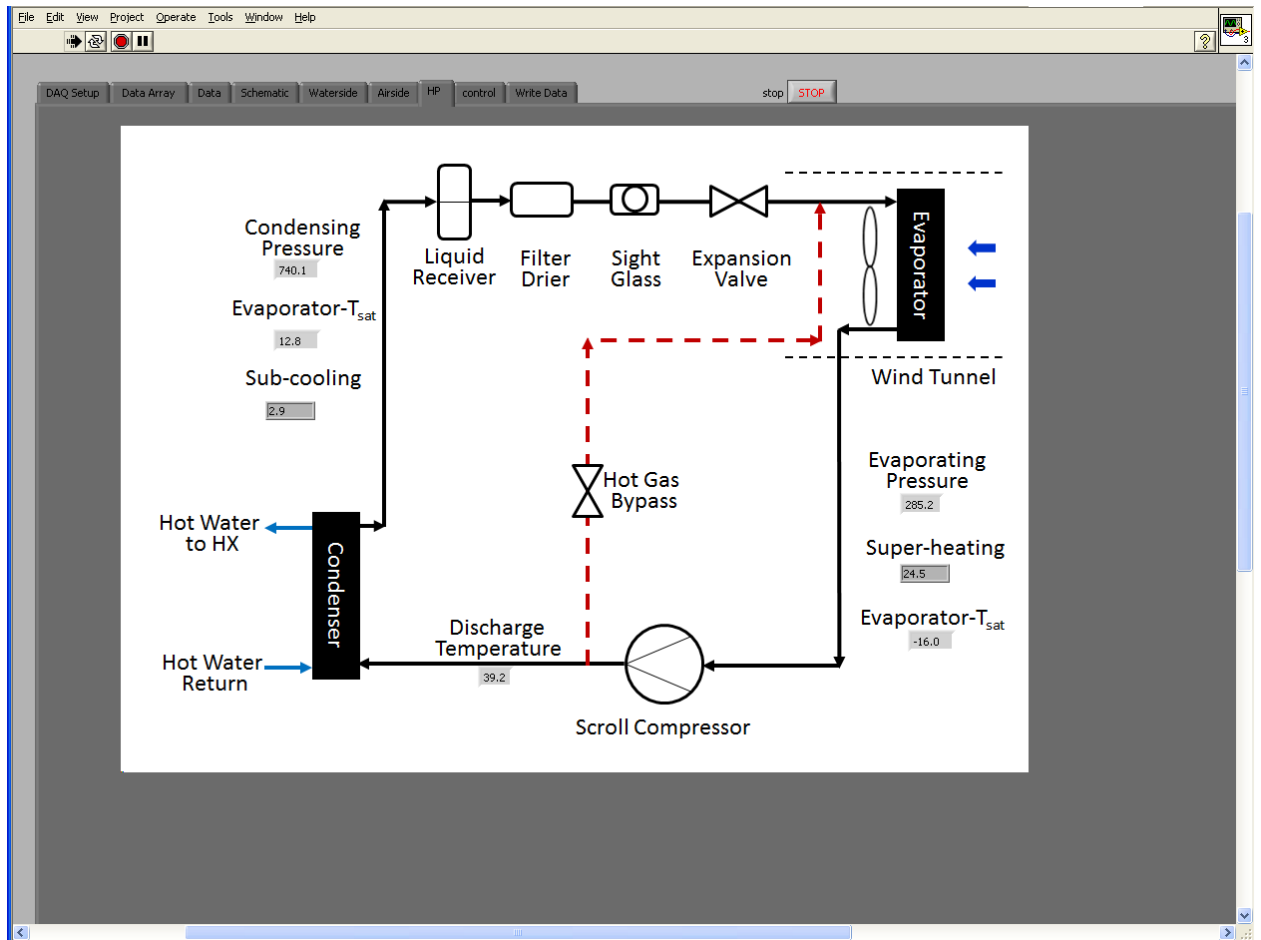 File Edit View Project Operate Tools Window Help
?
3
DAQ Setup Data Array Data Schematic Waterside Airside HP control Write Data
stop STOP
Condensing
Pressure
740.1
Evaporator-Tsat
12.8
Sub-cooling
2.9
Liquid
Receiver
Filter
Drier
Sight
Glass
Expansion
Valve
Evaporator
Wind Tunnel
Hot Gas
Bypass
Evaporating
Pressure
285.2
Super-heating
24.5
Evaporator-Tsat
-16.0
Hot Water
to HX
Condenser
Hot Water
Return
Discharge
Temperature
39.2
Scroll Compressor